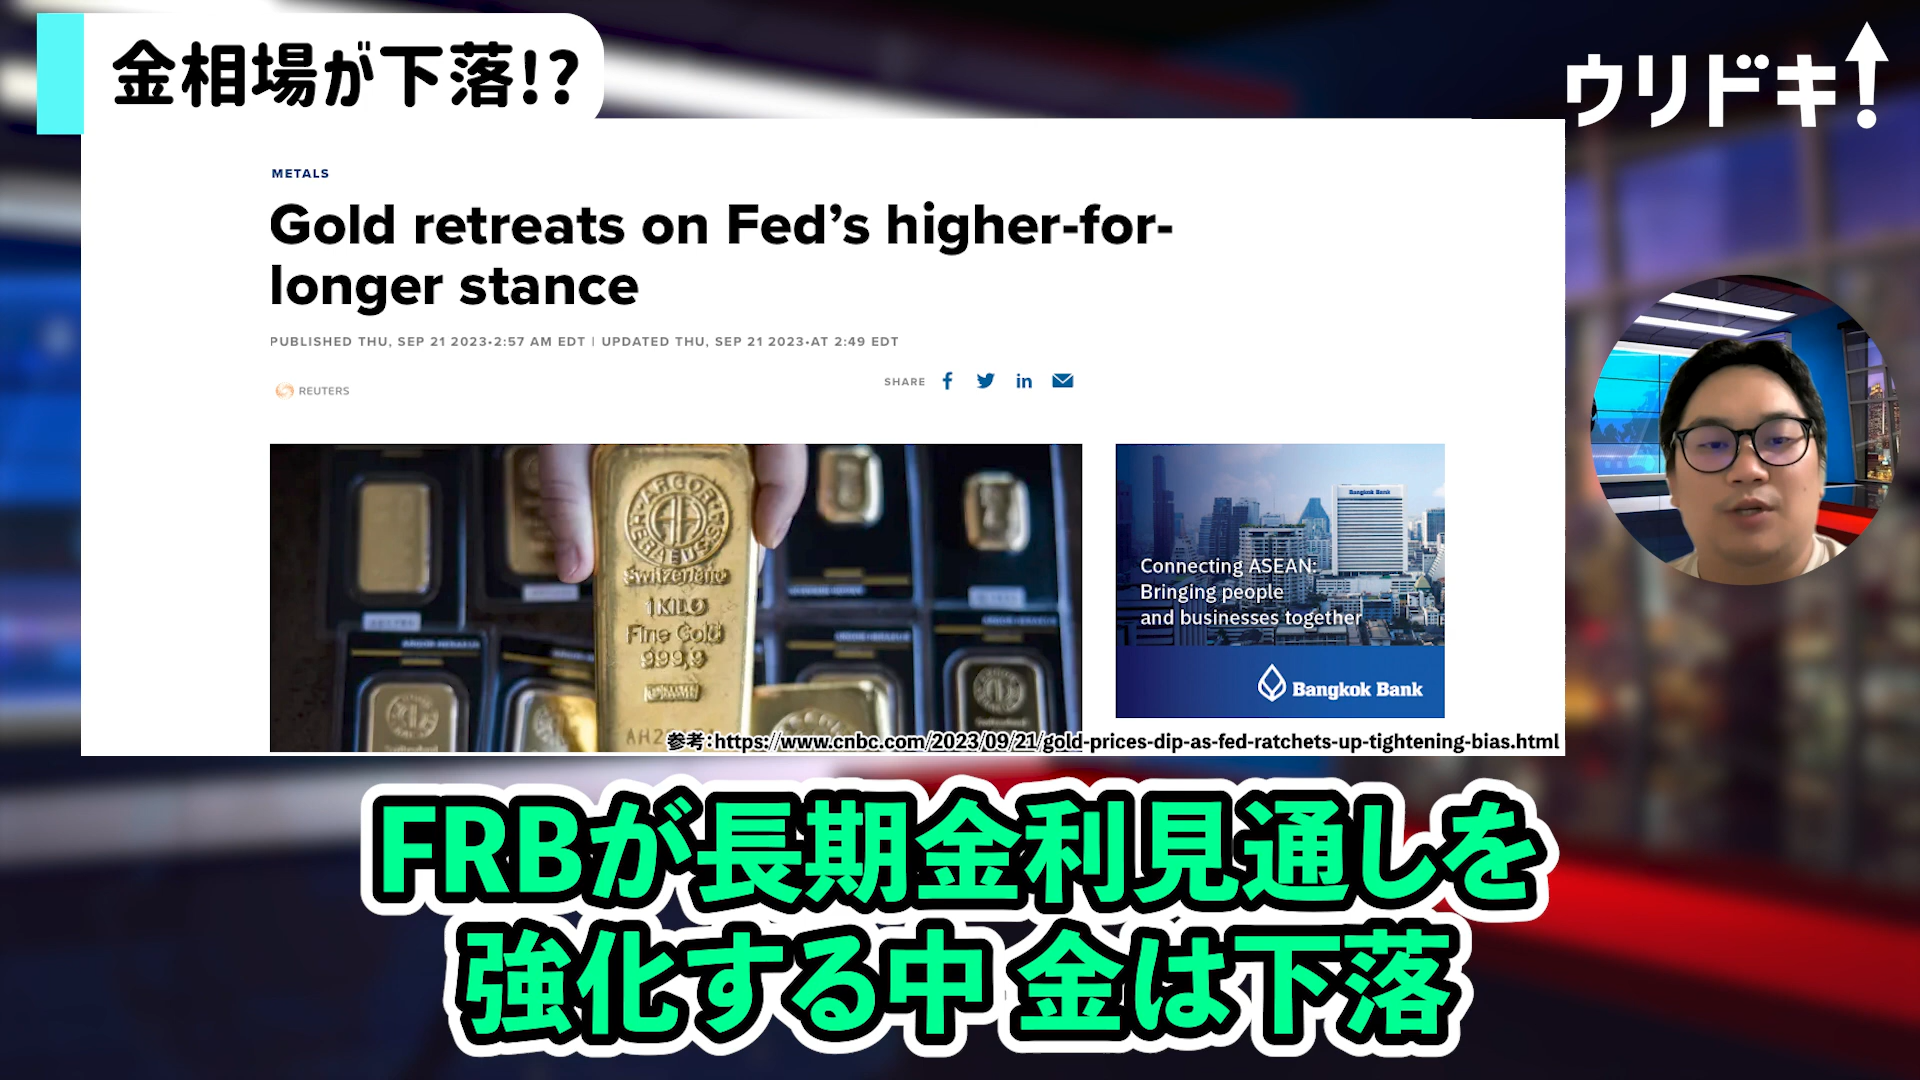 金相場が下落!?
ウリドキ!
METALS
Gold retreats on Fed's higher-for-
longer stance
PUBLISHED THU, SEP 21 2023•2:57 AM EDT | UPDATED THU, SEP 21 2023•AT 2:49 EDT
REUTERS
SHARE
ARGOR
HERAEUS
Switzerland
1 KILO
Fine Gold
999,9
Bangkok Bank
Connecting ASEAN:
Bringing people
and businesses together
Bangkok Bank
参考:https://www.cnbc.com/2023/09/21/gold-prices-dip-as-fed-ratchets-up-tightening-bias.html
FRBが長期金利見通しを
強化する中 金は下落